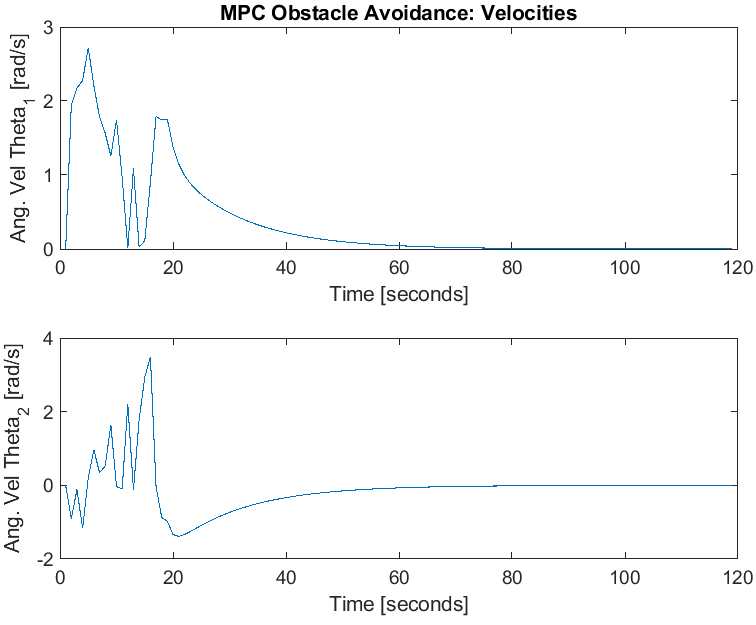 MPC Obstacle Avoidance: Velocities
3
2
1
0
Ang. Vel Theta1 [rad/s]
0 20 40 60 80 100 120
Time [seconds]
4
2
0
-2
Ang. Vel Theta2 [rad/s]
0 20 40 60 80 100 120
Time [seconds]